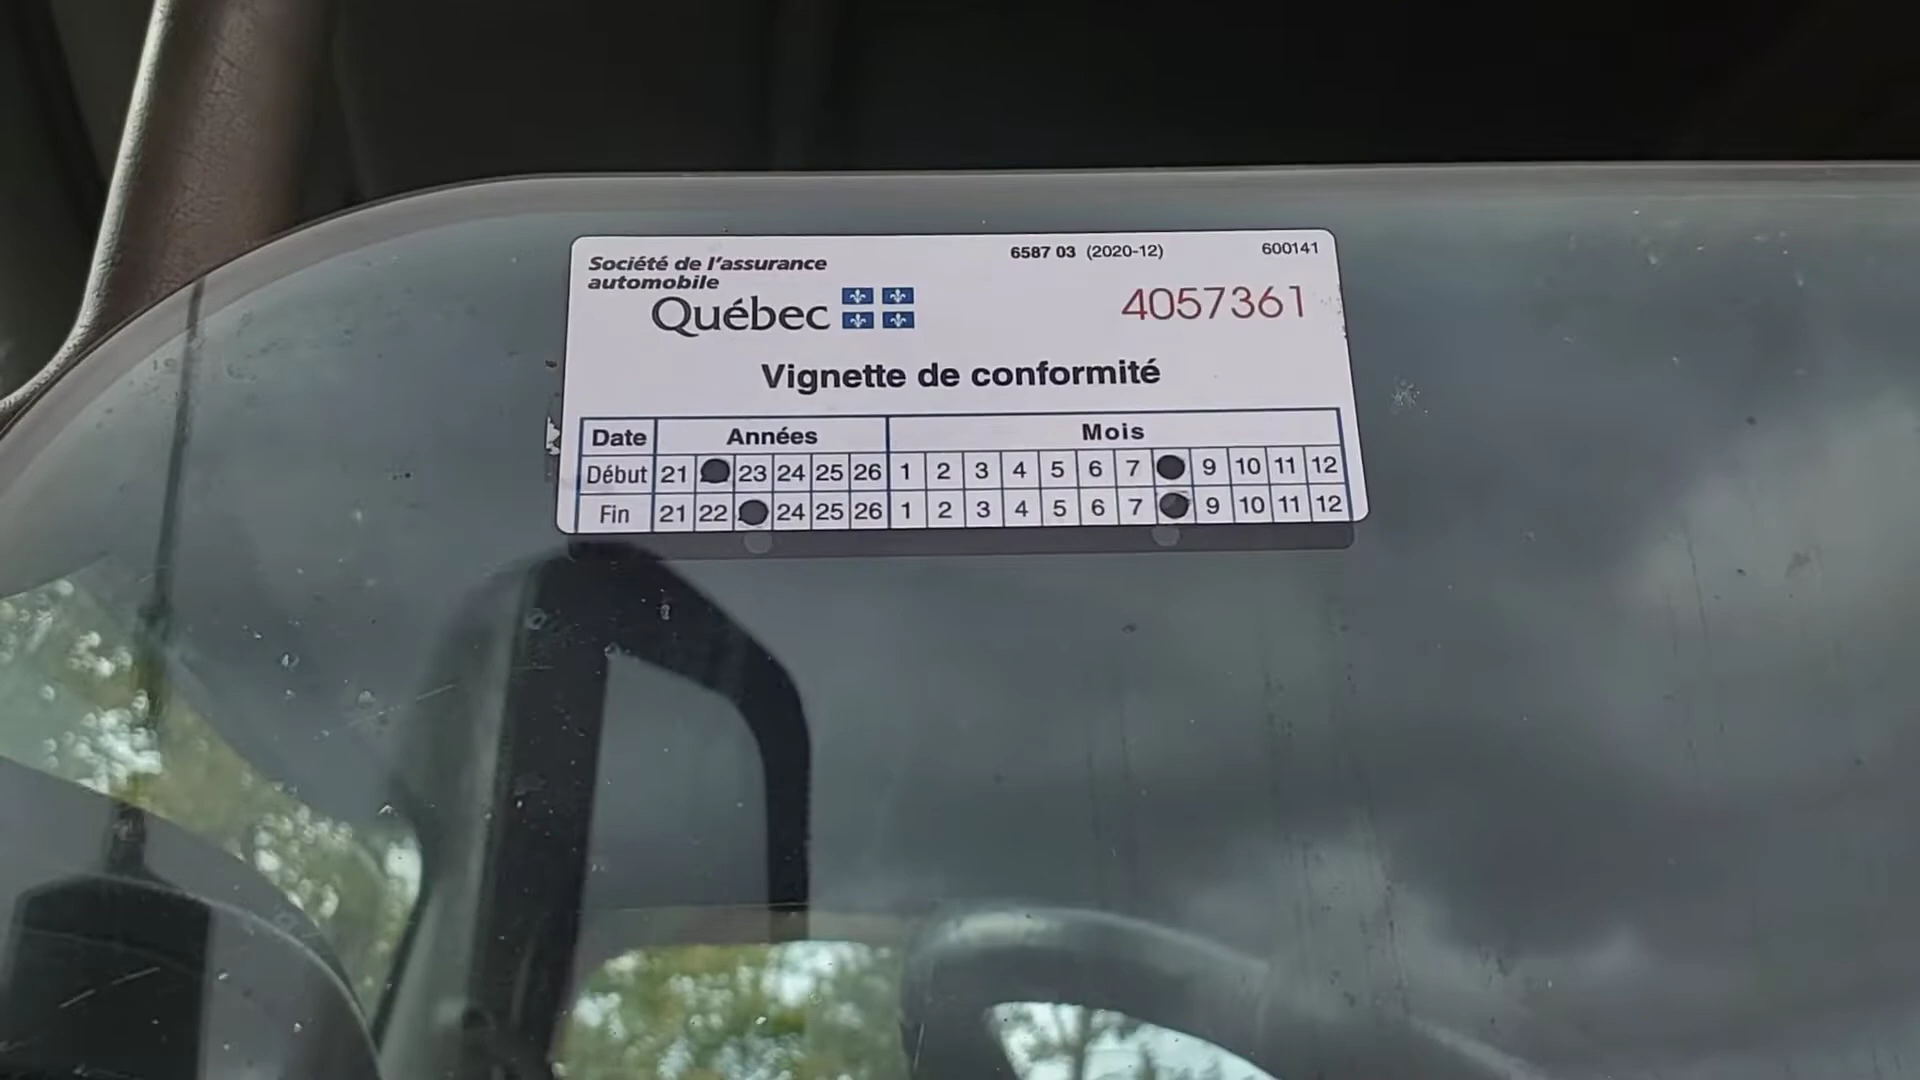 6587 03 (2020-12) 600141
Société de l'assurance
automobile
Québec
4057361
Vignette de conformité
Date Années Mois
Début 21 23 24 25 26 1 2 3 4 5 6 7 9 10 11 12
Fin 21 22 24 25 26 1 2 3 4 5 6 7 9 10 11 12